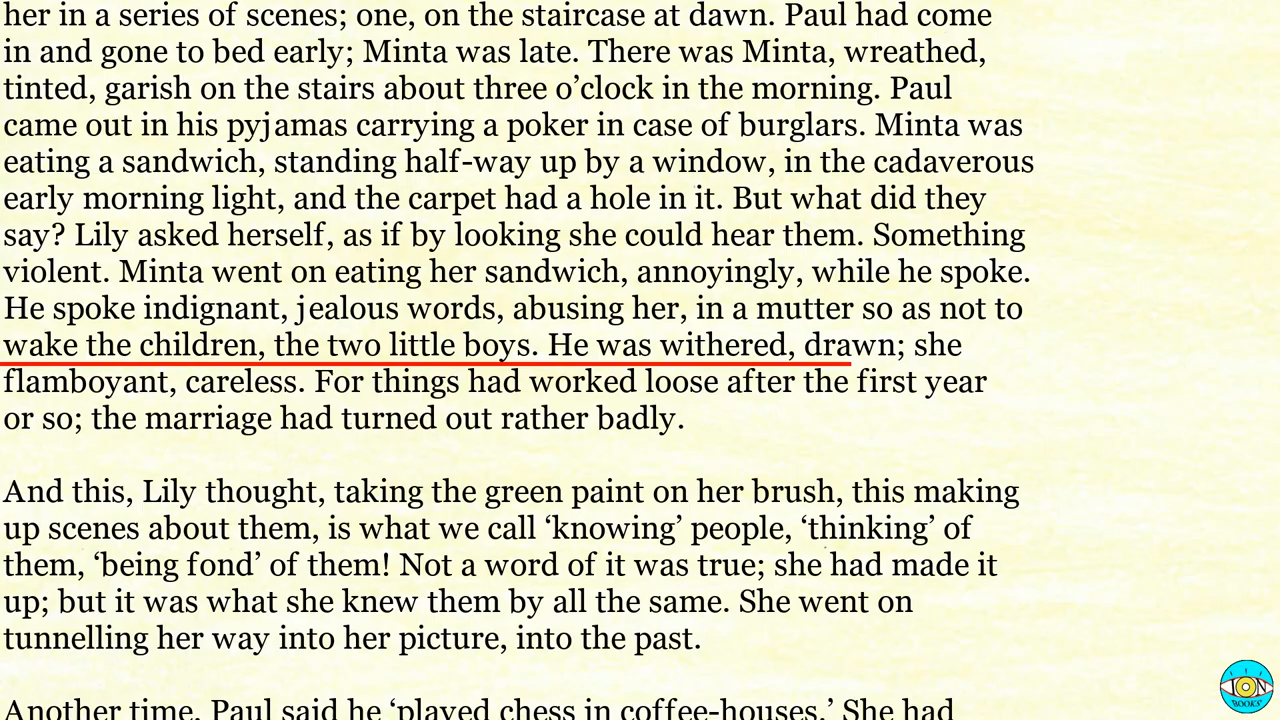 her in a series of scenes; one, on the staircase at dawn. Paul had come
in and gone to bed early; Minta was late. There was Minta, wreathed,
tinted, garish on the stairs about three o’clock in the morning. Paul
came out in his pyjamas carrying a poker in case of burglars. Minta was
eating a sandwich, standing half-way up by a window, in the cadaverous
early morning light, and the carpet had a hole in it. But what did they
say? Lily asked herself, as if by looking she could hear them. Something
violent. Minta went on eating her sandwich, annoyingly, while he spoke.
He spoke indignant, jealous words, abusing her, in a mutter so as not to
wake the children, the two little boys. He was withered, drawn; she
flamboyant, careless. For things had worked loose after the first year
or so; the marriage had turned out rather badly.
And this, Lily thought, taking the green paint on her brush, this making
up scenes about them, is what we call ‘knowing’ people, ‘thinking’ of
them, ‘being fond’ of them! Not a word of it was true; she had made it
up; but it was what she knew them by all the same. She went on
tunnelling her way into her picture, into the past.
Another time, Paul said he ‘played chess in coffee-houses.’ She had
ION
BOOKS